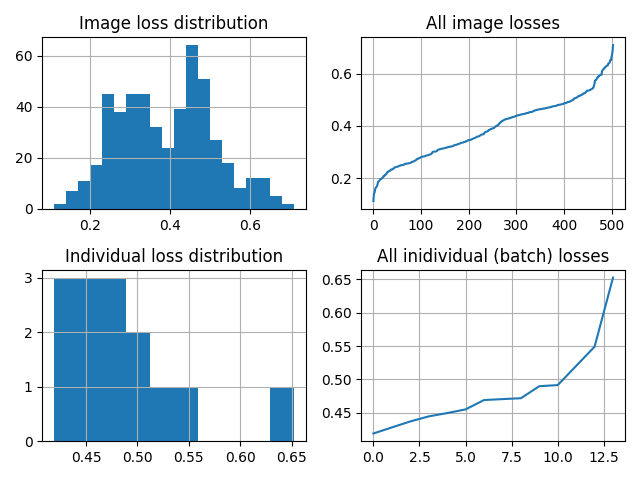 Image loss distribution
60
40
20
0
0.2 0.4 0.6
All image losses
0.6
0.4
0.2
0 100 200 300 400 500
Individual loss distribution
3
2
1
0
0.45 0.50 0.55 0.60 0.65
All inidividual (batch) losses
0.65
0.60
0.55
0.50
0.45
0.0 2.5 5.0 7.5 10.0 12.5